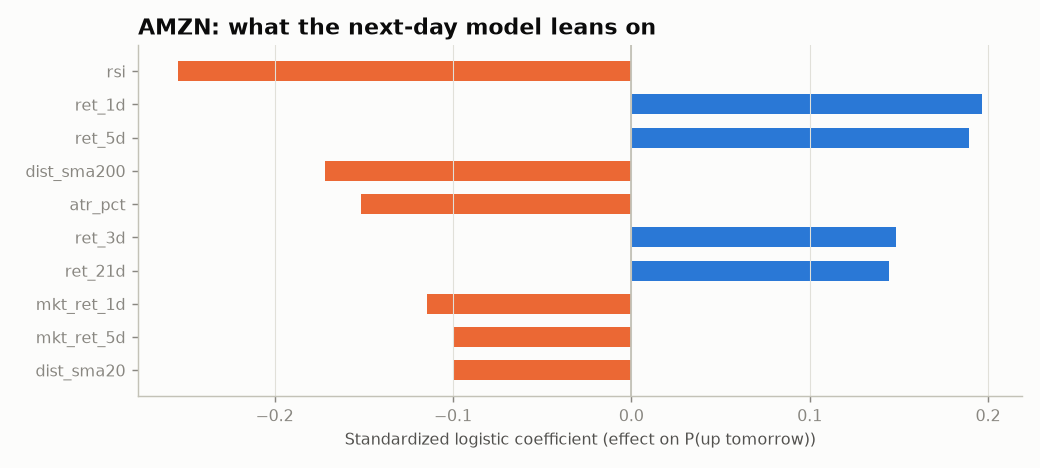 AMZN: what the next-day model leans on
rsi
ret_1d
ret_5d
dist_sma200
atr_pct
ret_3d
ret_21d
mkt_ret_1d
mkt_ret_5d
dist_sma20
−0.2 −0.1 0.0 0.1 0.2
Standardized logistic coefficient (effect on P(up tomorrow))